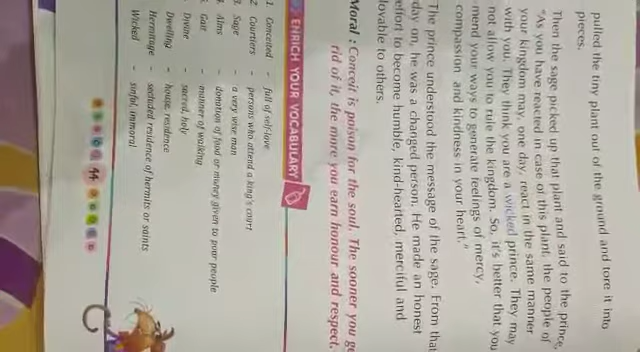 pulled the tiny plant out of the ground and tore it into
pieces.
Then the sage picked up that plant and said to the prince,
"As you have reacted in case of this plant, the people of
your kingdom may, one day, react in the same manner
with you. They think you are a wicked prince. They may
not allow you to rule the kingdom. So, it's better that you
mend your ways to generate feelings of mercy,
compassion and kindness in your heart."
The prince understood the message of the sage. From that
day on, he was a changed person. He made an honest
effort to become humble, kind-hearted, merciful and
lovable to others.
Moral : Conceit is poison for the soul. The sooner you ge
rid of it, the more you earn honour and respect.
ENRICH YOUR VOCABULARY
1. Conceited – full of self-love
2. Courtiers – persons who attend a king's court
3. Sage – a very wise man
4. Alms – donation of food or money given to poor people
5. Gait – manner of walking
Divine – sacred, holy
Dwelling – house, residence
Hermitage – secluded residence of hermits or saints
Wicked – sinful, immoral
44